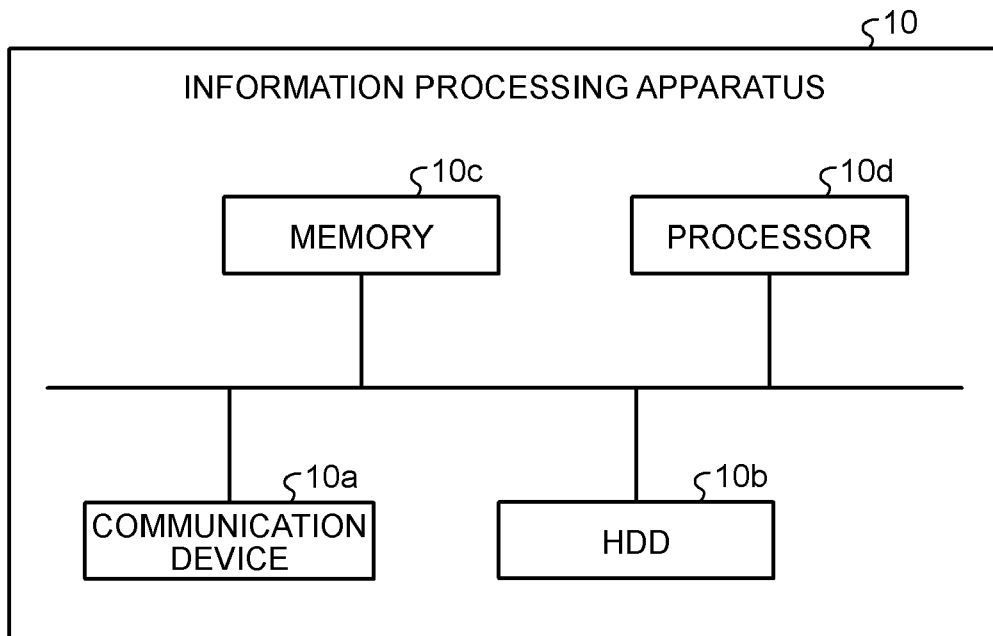 10
INFORMATION PROCESSING APPARATUS
10c
10d
MEMORY
PROCESSOR
10a
10b
COMMUNICATION
DEVICE
HDD